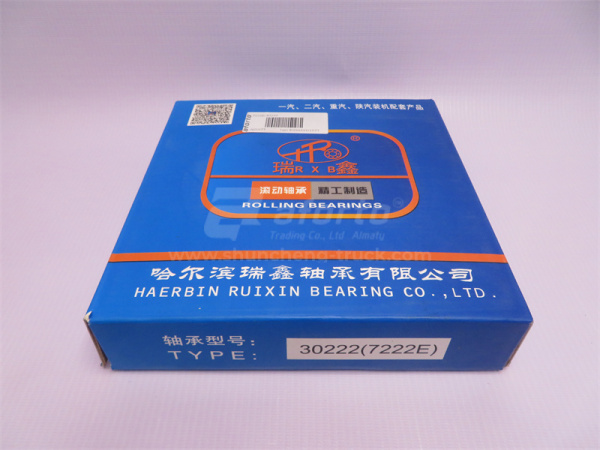 一汽、二汽、重汽、陕汽装机配套产品
HPB ®
瑞R X B鑫
滚动轴承 精工制造
ROLLING BEARINGS
Trading Co., Ltd . Almaty
www.shuncheng-truck.com
哈尔滨瑞鑫轴承有限公司
HAERBIN RUIXIN BEARING CO.,LTD.
轴承型号: 30222(7222E)
TYPE: